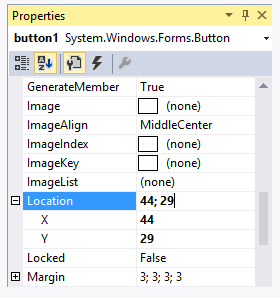 Properties
button1 System.Windows.Forms.Button
GenerateMember True
Image (none)
ImageAlign MiddleCenter
ImageIndex (none)
ImageKey (none)
ImageList (none)
Location 44; 29
X 44
Y 29
Locked False
Margin 3; 3; 3; 3